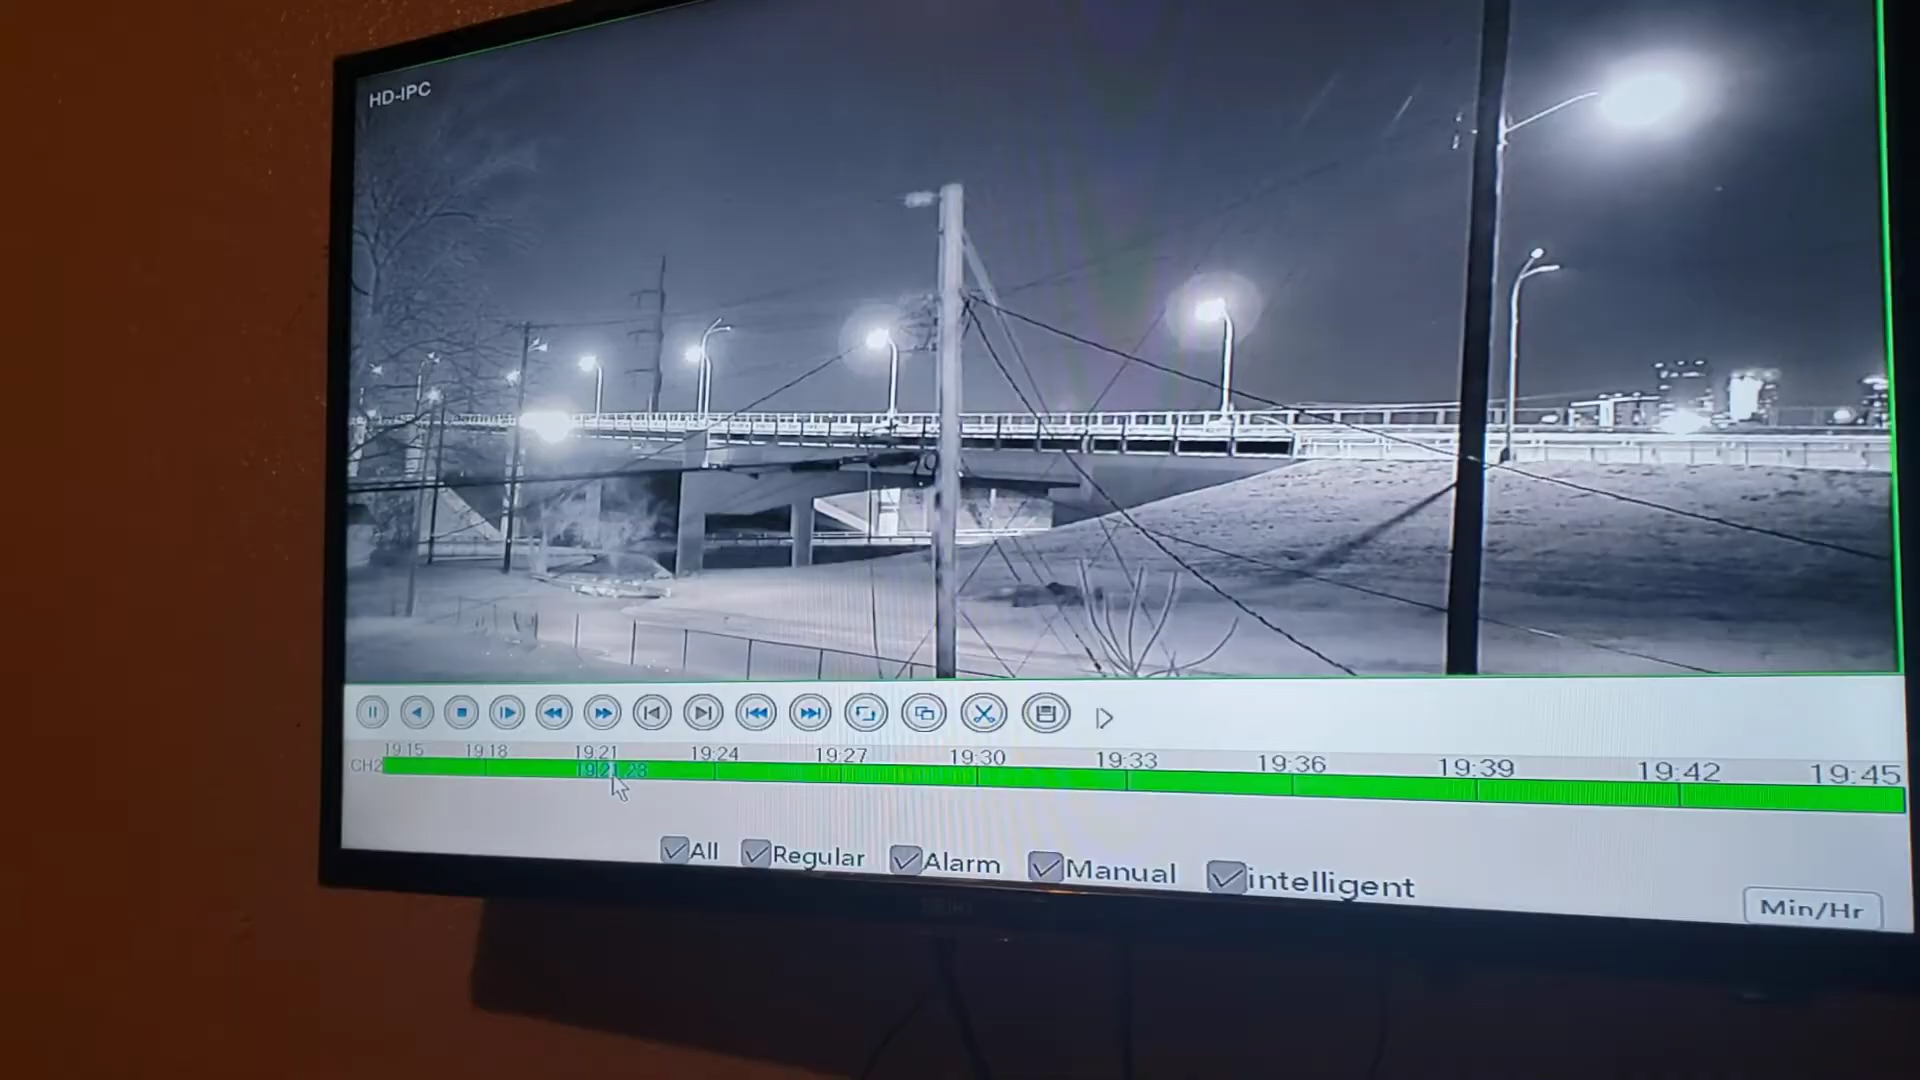 HD-IPC
19:15 19:18 19:21 19:24 19:27 19:30 19:33 19:36 19:39 19:42 19:45
CH2
All Regular Alarm Manual intelligent
Min/Hr